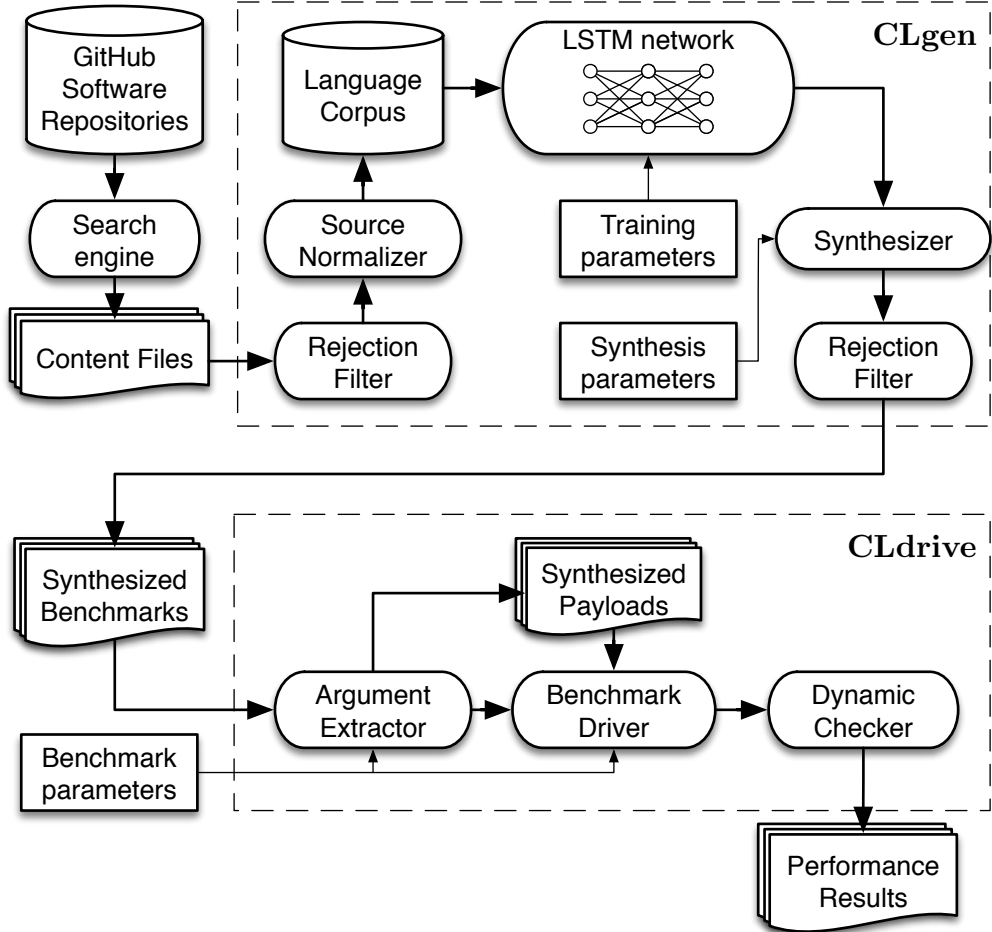 GitHub
Software
Repositories
Search
engine
Content Files
CLgen
Language
Corpus
LSTM network
Source
Normalizer
Training
parameters
Synthesizer
Rejection
Filter
Synthesis
parameters
Rejection
Filter
CLdrive
Synthesized
Benchmarks
Synthesized
Payloads
Argument
Extractor
Benchmark
Driver
Dynamic
Checker
Benchmark
parameters
Performance
Results